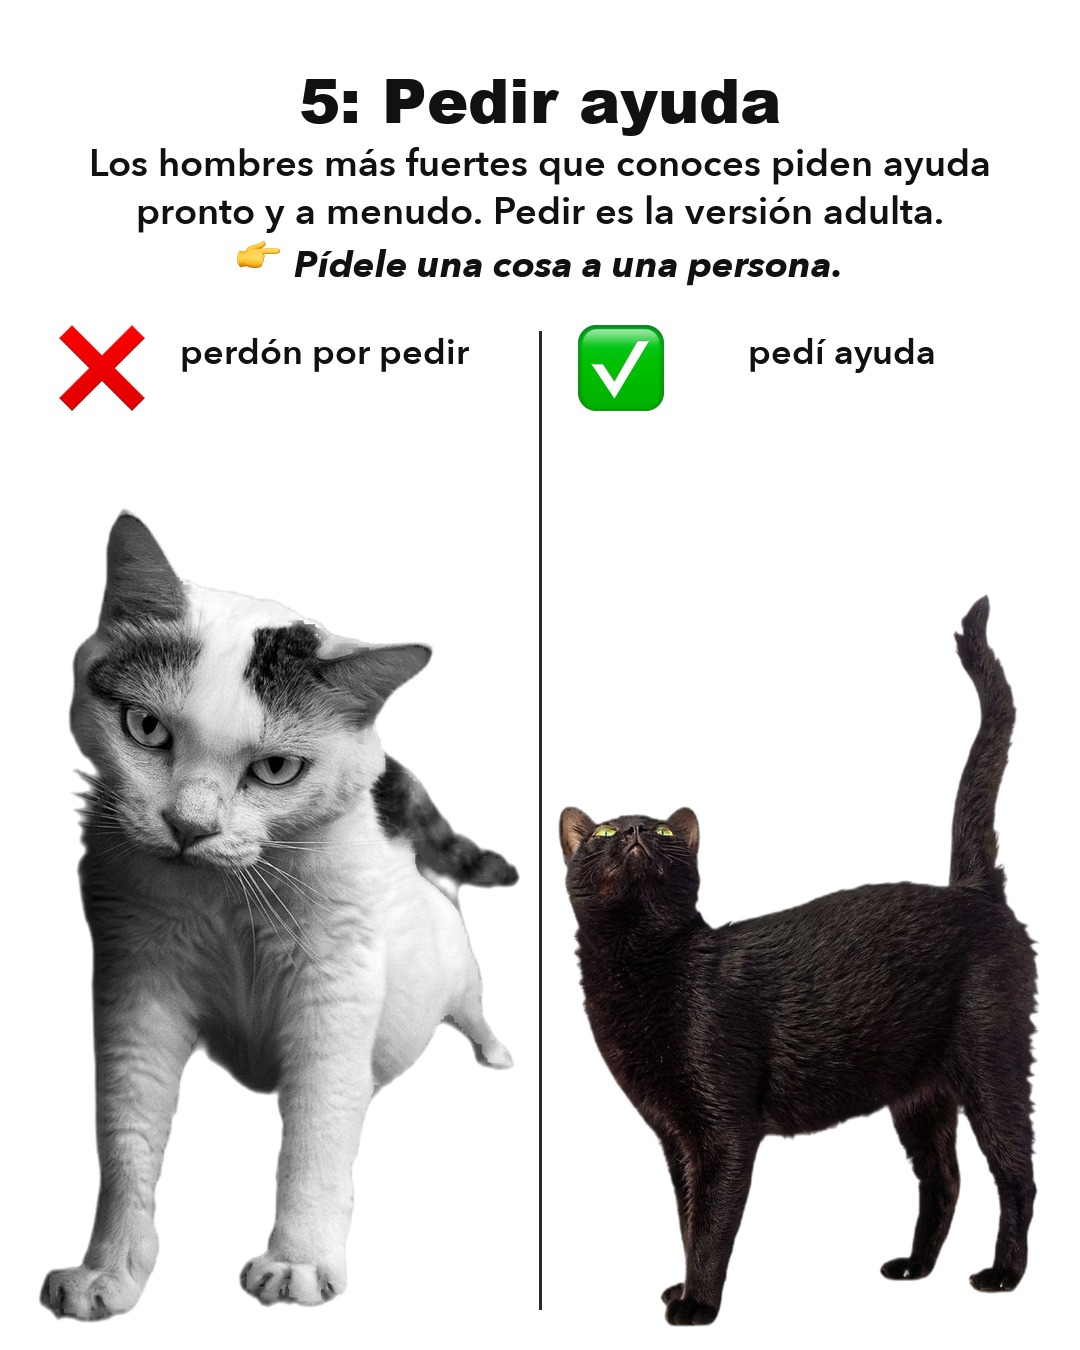 5: Pedir ayuda
Los hombres más fuertes que conoces piden ayuda
pronto y a menudo. Pedir es la versión adulta.
👉 Pídele una cosa a una persona.
❌ perdón por pedir
✅ pedí ayuda